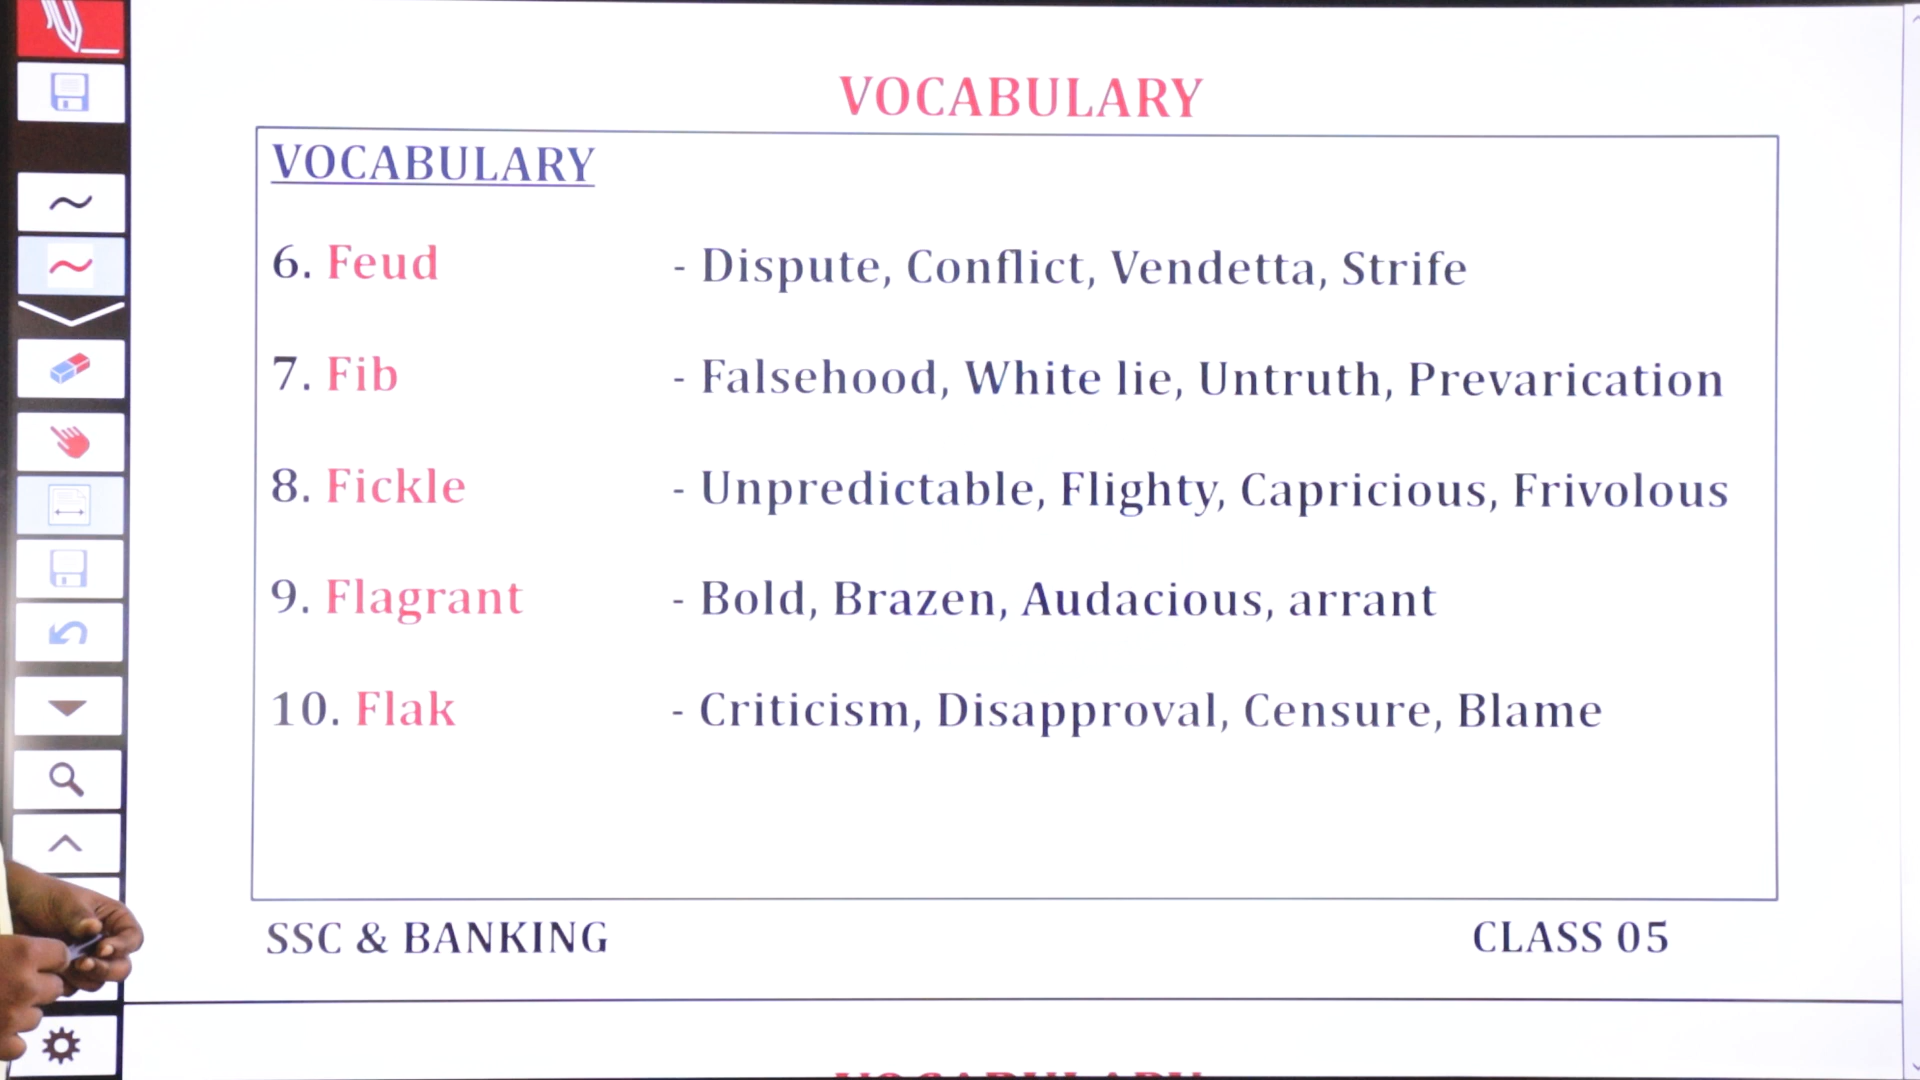 VOCABULARY
VOCABULARY
6. Feud - Dispute, Conflict, Vendetta, Strife
7. Fib - Falsehood, White lie, Untruth, Prevarication
8. Fickle - Unpredictable, Flighty, Capricious, Frivolous
9. Flagrant - Bold, Brazen, Audacious, arrant
10. Flak - Criticism, Disapproval, Censure, Blame
SSC & BANKING CLASS 05